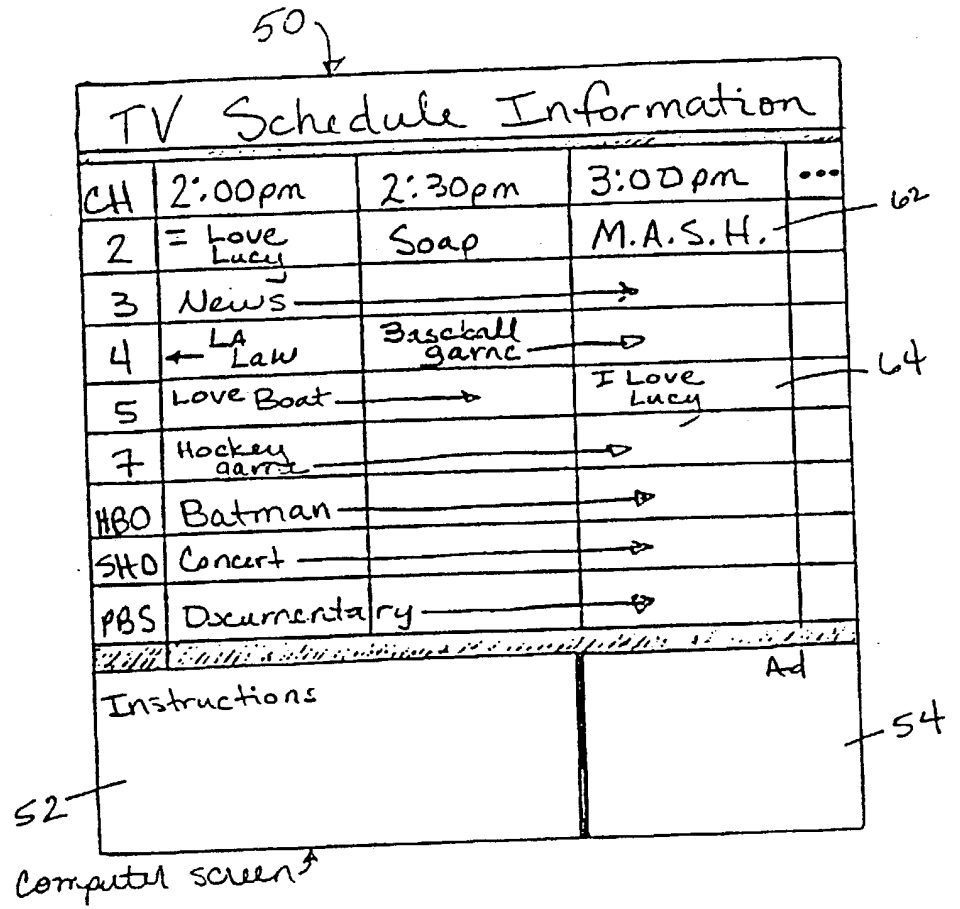 50
TV Schedule Information
CH 2:00pm 2:30pm 3:00pm ...
62
2 I Love Lucy Soap M.A.S.H.
3 News
4 LA Law Baseball game
64
5 Love Boat I Love Lucy
7 Hockey game
HBO Batman
SHO Concert
PBS Documentary
Instructions Ad
54
52
Computer screen